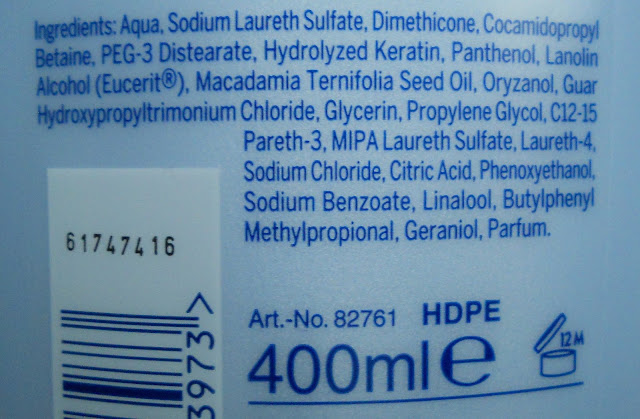 Ingredients: Aqua, Sodium Laureth Sulfate, Dimethicone, Cocamidopropyl
Betaine, PEG-3 Distearate, Hydrolyzed Keratin, Panthenol, Lanolin
Alcohol (Eucerit®), Macadamia Ternifolia Seed Oil, Oryzanol, Guar
Hydroxypropyltrimonium Chloride, Glycerin, Propylene Glycol, C12-15
Pareth-3, MIPA Laureth Sulfate, Laureth-4,
Sodium Chloride, Citric Acid, Phenoxyethanol,
Sodium Benzoate, Linalool, Butylphenyl
Methylpropional, Geraniol, Parfum.
61747416
Art.-No. 82761 HDPE
400ml e
12M
3973>